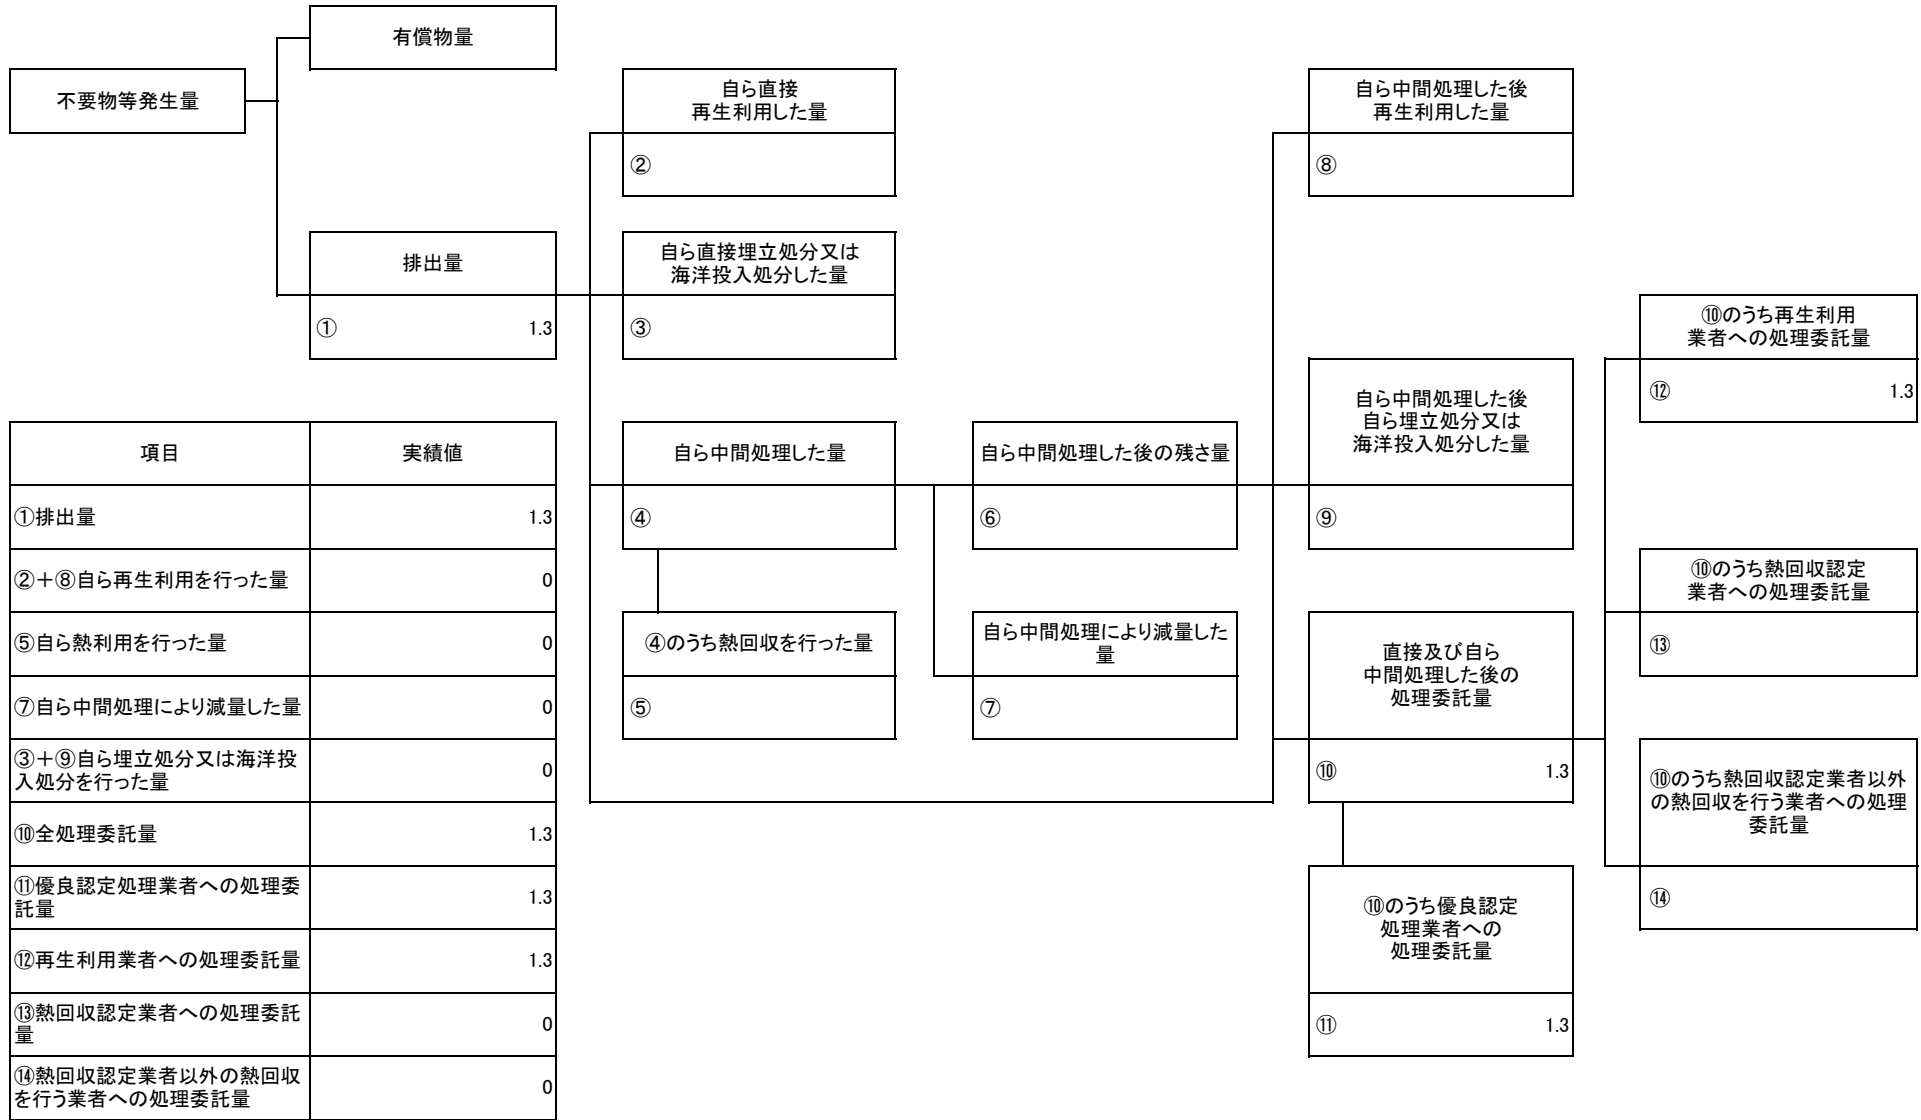 有償物量
不要物等発生量
自ら直接
再生利用した量
②
自ら中間処理した後
再生利用した量
⑧
排出量
① 1.3
自ら直接埋立処分又は
海洋投入処分した量
③
⑩のうち再生利用
業者への処理委託量
⑫ 1.3
自ら中間処理した後
自ら埋立処分又は
海洋投入処分した量
⑨
自ら中間処理した量
④
自ら中間処理した後の残さ量
⑥
④のうち熱回収を行った量
⑤
自ら中間処理により減量した
量
⑦
直接及び自ら
中間処理した後の
処理委託量
⑩ 1.3
⑩のうち熱回収認定
業者への処理委託量
⑬
⑩のうち熱回収認定業者以外
の熱回収を行う業者への処理
委託量
⑭
⑩のうち優良認定
処理業者への
処理委託量
⑪ 1.3
項目 実績値
①排出量 1.3
②+⑧自ら再生利用を行った量 0
⑤自ら熱利用を行った量 0
⑦自ら中間処理により減量した量 0
③+⑨自ら埋立処分又は海洋投
入処分を行った量 0
⑩全処理委託量 1.3
⑪優良認定処理業者への処理委
託量 1.3
⑫再生利用業者への処理委託量 1.3
⑬熱回収認定業者への処理委託
量 0
⑭熱回収認定業者以外の熱回収
を行う業者への処理委託量 0